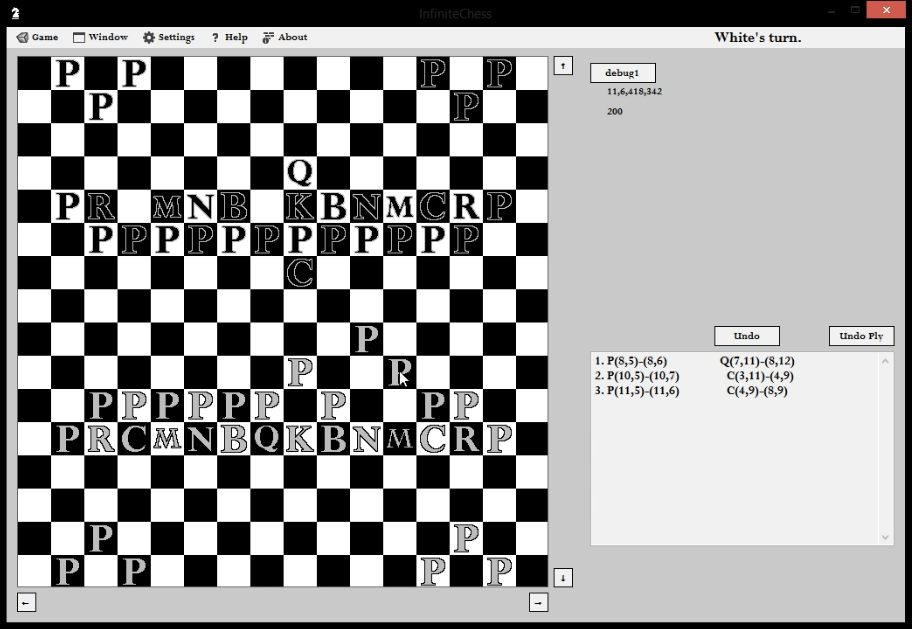 InfiniteChess
Game Window Settings Help About White's turn.
P P P P
P P
Q
P R M N B K B N M C R P
P P P P P P P P P P P P
C
P
P P
P P P P P P P P P
P R C M N B Q K B N M C R P
P P
P P P P
↑
↓
← →
debug1
11,6,418,342
200
Undo Undo Ply
1. P(8,5)-(8,6) Q(7,11)-(8,12)
2. P(10,5)-(10,7) C(3,11)-(4,9)
3. P(11,5)-(11,6) C(4,9)-(8,9)